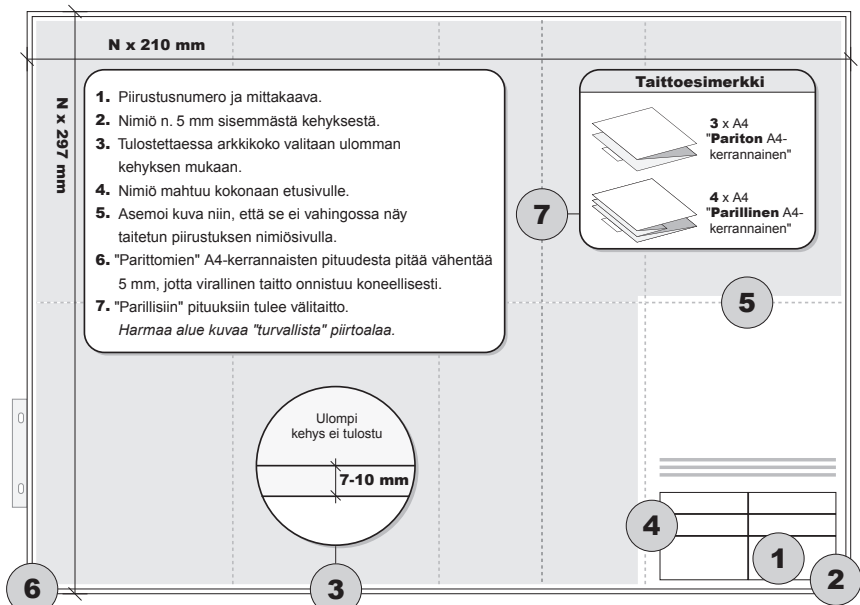 N x 210 mm
N x 297 mm
1. Piirustusnumero ja mittakaava.
2. Nimiö n. 5 mm sisemmästä kehyksestä.
3. Tulostettaessa arkkikoko valitaan ulomman
kehyksen mukaan.
4. Nimiö mahtuu kokonaan etusivulle.
5. Asemoi kuva niin, että se ei vahingossa näy
taitetun piirustuksen nimiösivulla.
6. "Parittomien" A4-kerrannaisten pituudesta pitää vähentää
5 mm, jotta virallinen taitto onnistuu koneellisesti.
7. "Parillisiin" pituuksiin tulee välitaitto.
Harmaa alue kuvaa "turvallista" piirtoalaa.
Taittoesimerkki
3 x A4
"Pariton A4-
kerrannainen"
4 x A4
"Parillinen A4-
kerrannainen"
7
5
Ulompi
kehys ei tulostu
7-10 mm
4
1
6
3
2